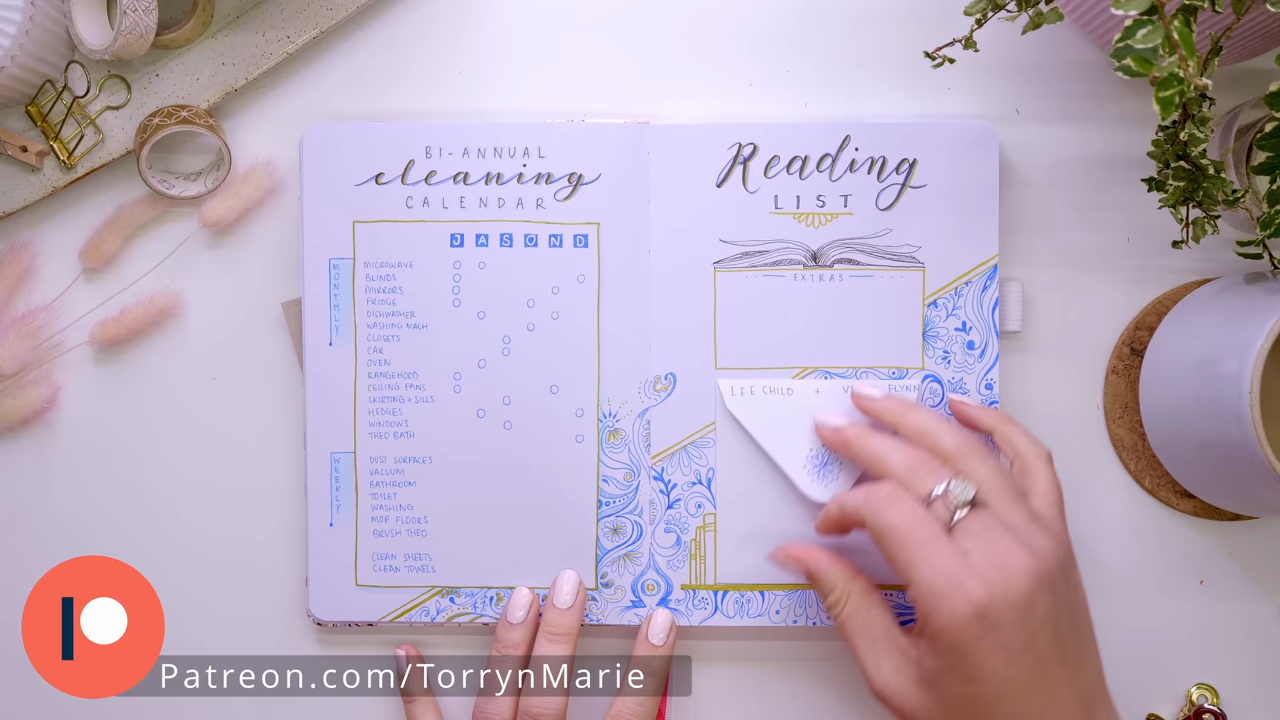 BI-ANNUAL
cleaning
CALENDAR
J A S O N D
MONTHLY
MICROWAVE
BLINDS
MIRRORS
FRIDGE
DISHWASHER
WASHING MACH
CLOSETS
CAR
OVEN
RANGEHOOD
CEILING FANS
SKIRTING + SILLS
HEDGES
WINDOWS
THEO BATH
WEEKLY
DUST SURFACES
VACUUM
BATHROOM
TOILET
WASHING
MOP FLOORS
BRUSH THEO
CLEAN SHEETS
CLEAN TOWELS
Reading
LIST
EXTRAS
LEE CHILD + FLYNN
Patreon.com/TorrynMarie